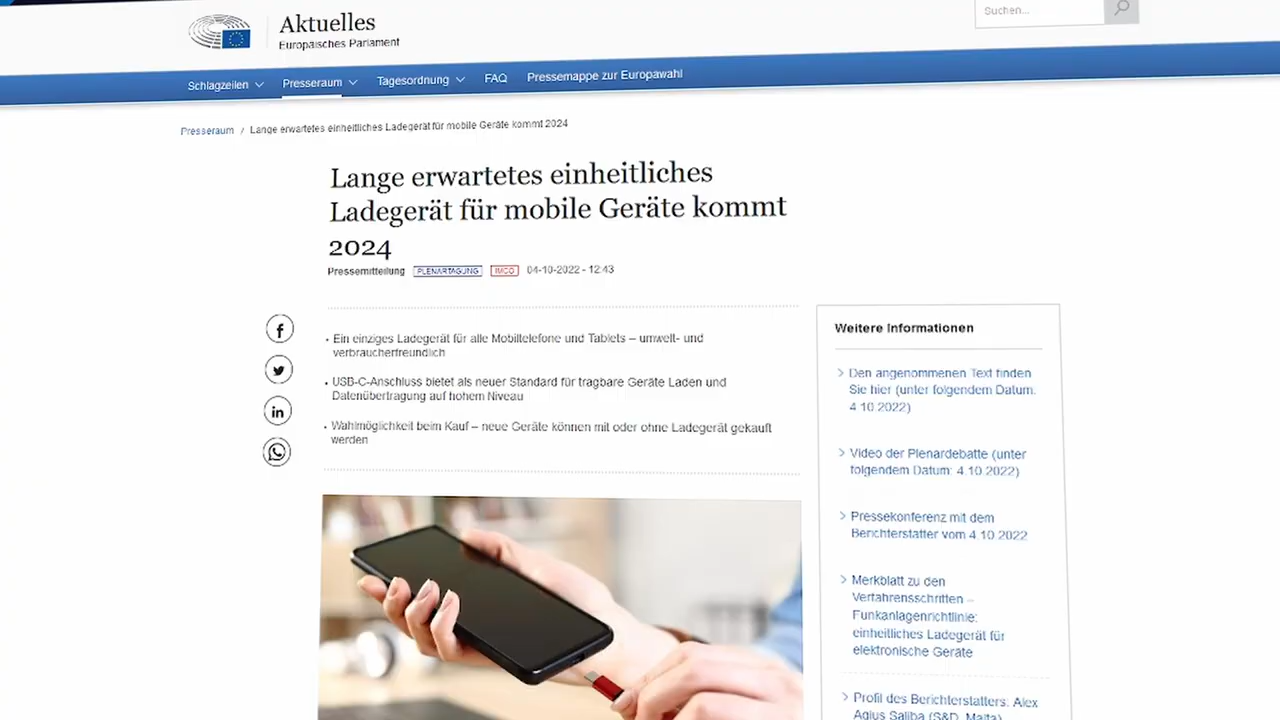 Aktuelles
Europäisches Parlament
Suchen...
Schlagzeilen
Presseraum
Tagesordnung
FAQ
Pressemappe zur Europawahl
Presseraum / Lange erwartetes einheitliches Ladegerät für mobile Geräte kommt 2024
Lange erwartetes einheitliches
Ladegerät für mobile Geräte kommt
2024
Pressemitteilung PLENARTAGUNG IMCO 04-10-2022 - 12:43
• Ein einziges Ladegerät für alle Mobiltelefone und Tablets – umwelt- und
verbraucherfreundlich
• USB-C-Anschluss bietet als neuer Standard für tragbare Geräte Laden und
Datenübertragung auf hohem Niveau
• Wahlmöglichkeit beim Kauf – neue Geräte können mit oder ohne Ladegerät gekauft
werden
Weitere Informationen
Den angenommenen Text finden
Sie hier (unter folgendem Datum:
4.10.2022)
Video der Plenardebatte (unter
folgendem Datum: 4.10.2022)
Pressekonferenz mit dem
Berichterstatter vom 4.10.2022
Merkblatt zu den
Verfahrensschritten –
Funkanlagenrichtlinie:
einheitliches Ladegerät für
elektronische Geräte
Profil des Berichterstatters: Alex
Agius Saliba (S&D, Malta)